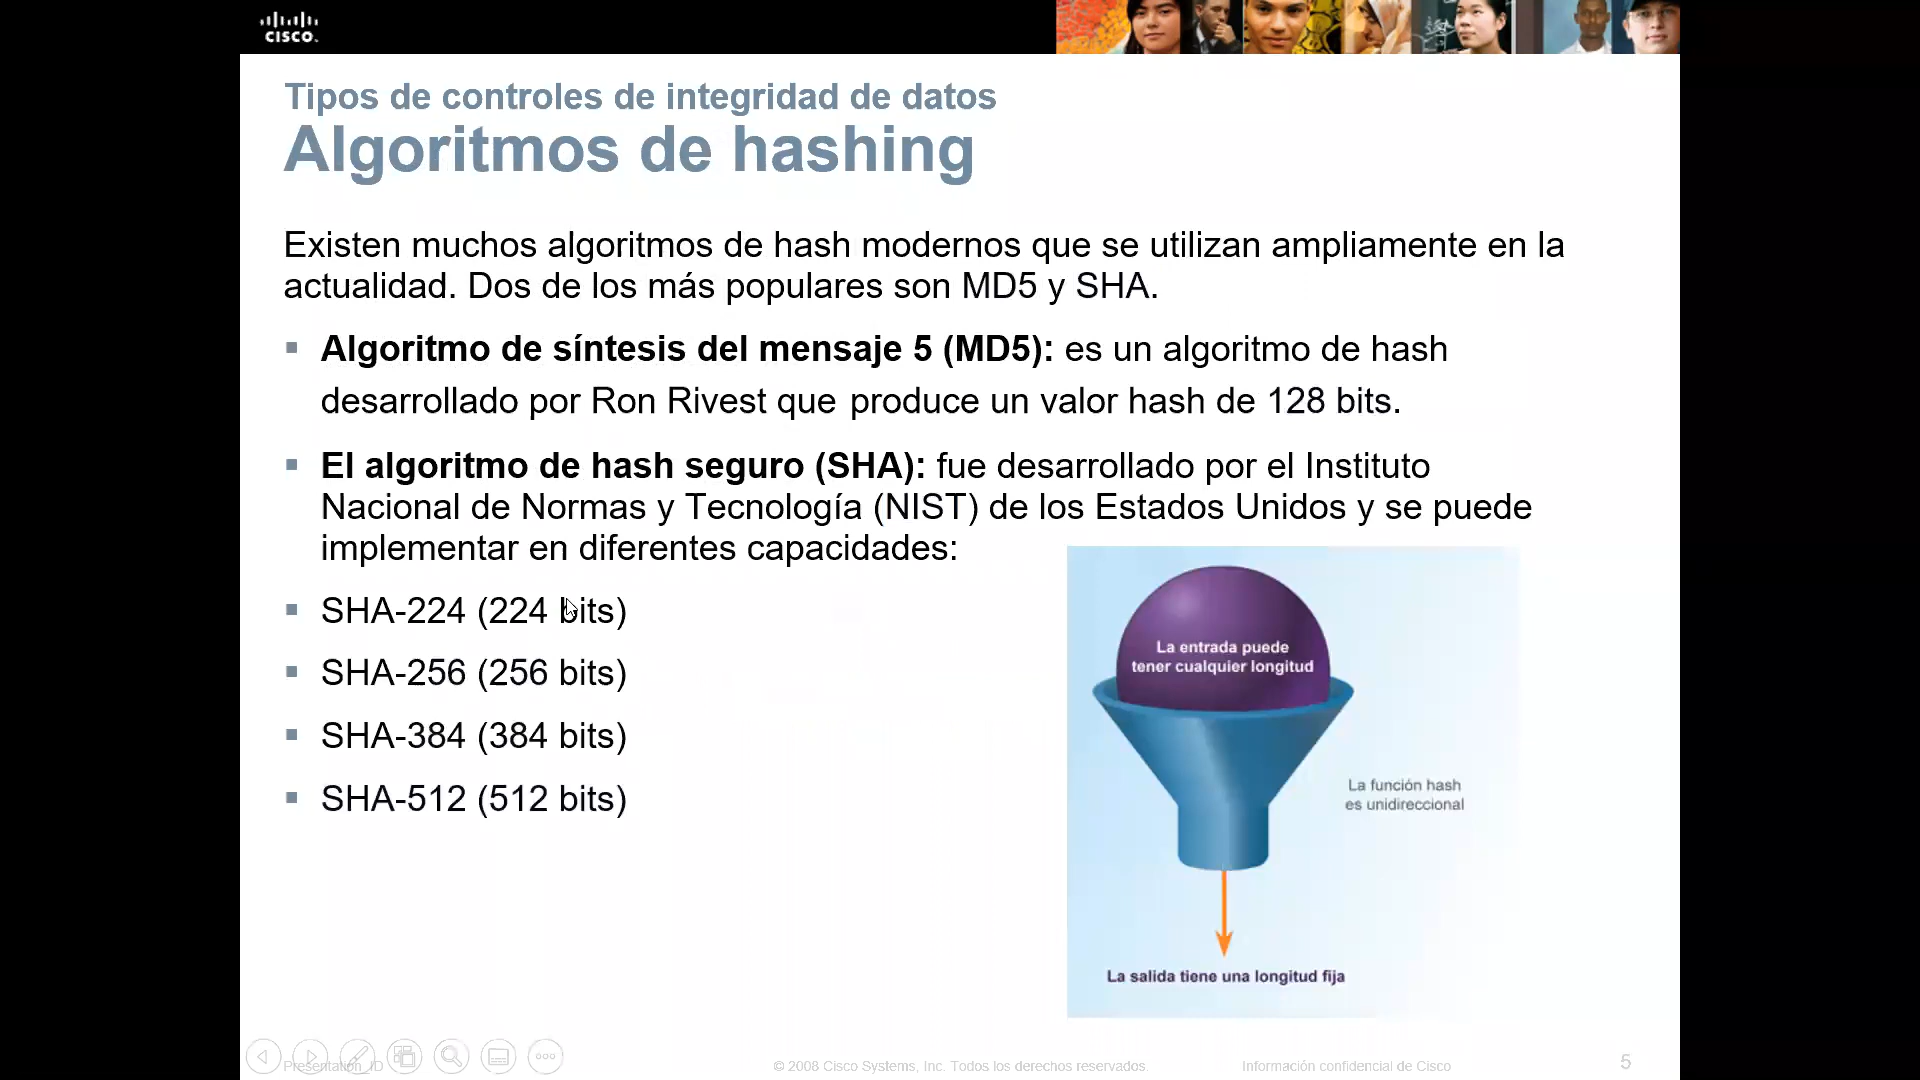 CISCO
Tipos de controles de integridad de datos
Algoritmos de hashing
Existen muchos algoritmos de hash modernos que se utilizan ampliamente en la
actualidad. Dos de los más populares son MD5 y SHA.
Algoritmo de síntesis del mensaje 5 (MD5): es un algoritmo de hash
desarrollado por Ron Rivest que produce un valor hash de 128 bits.
El algoritmo de hash seguro (SHA): fue desarrollado por el Instituto
Nacional de Normas y Tecnología (NIST) de los Estados Unidos y se puede
implementar en diferentes capacidades:
SHA-224 (224 bits)
SHA-256 (256 bits)
SHA-384 (384 bits)
SHA-512 (512 bits)
La entrada puede
tener cualquier longitud
La función hash
es unidireccional
La salida tiene una longitud fija
Presentation_ID
© 2008 Cisco Systems, Inc. Todos los derechos reservados.
Información confidencial de Cisco
5